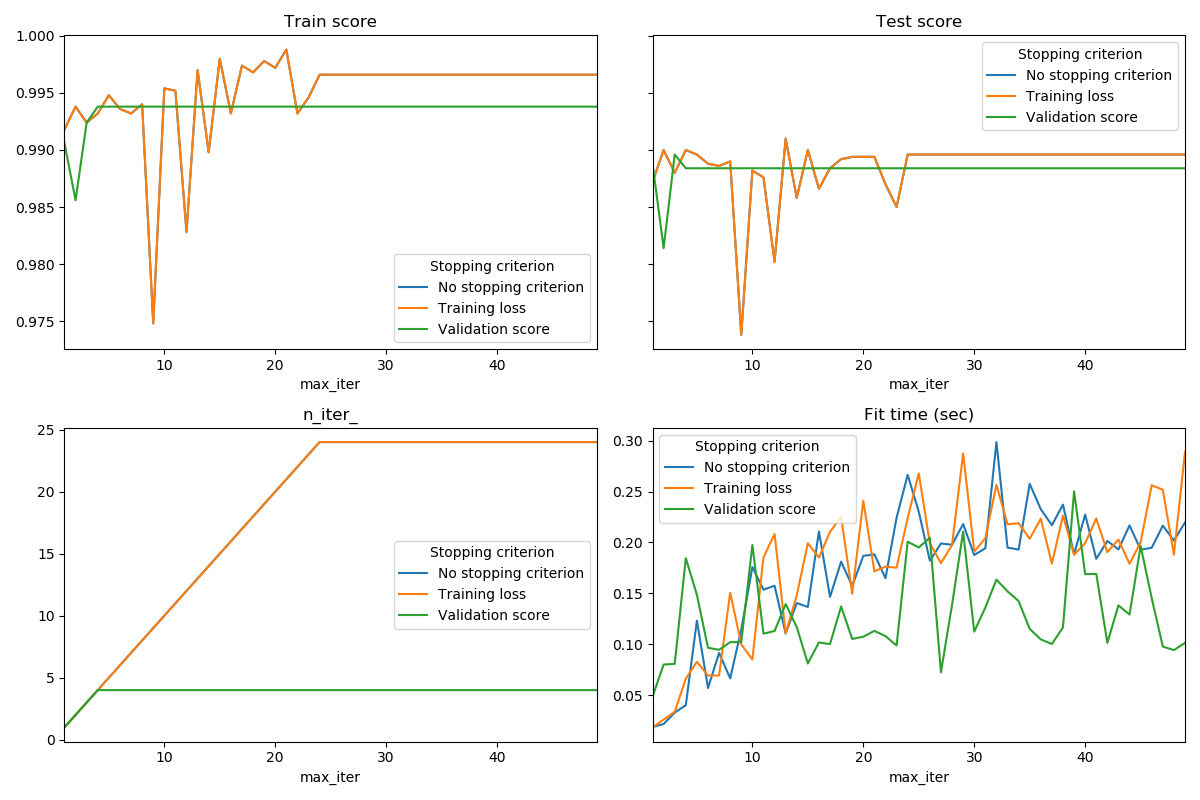 Train score
1.000
0.995
0.990
0.985
0.980
0.975
Stopping criterion
No stopping criterion
Training loss
Validation score
10
20
30
40
max_iter
Test score
Stopping criterion
No stopping criterion
Training loss
Validation score
10
20
30
40
max_iter
n_iter_
25
20
15
10
5
0
Stopping criterion
No stopping criterion
Training loss
Validation score
10
20
30
40
max_iter
Fit time (sec)
0.30
0.25
0.20
0.15
0.10
0.05
Stopping criterion
No stopping criterion
Training loss
Validation score
10
20
30
40
max_iter